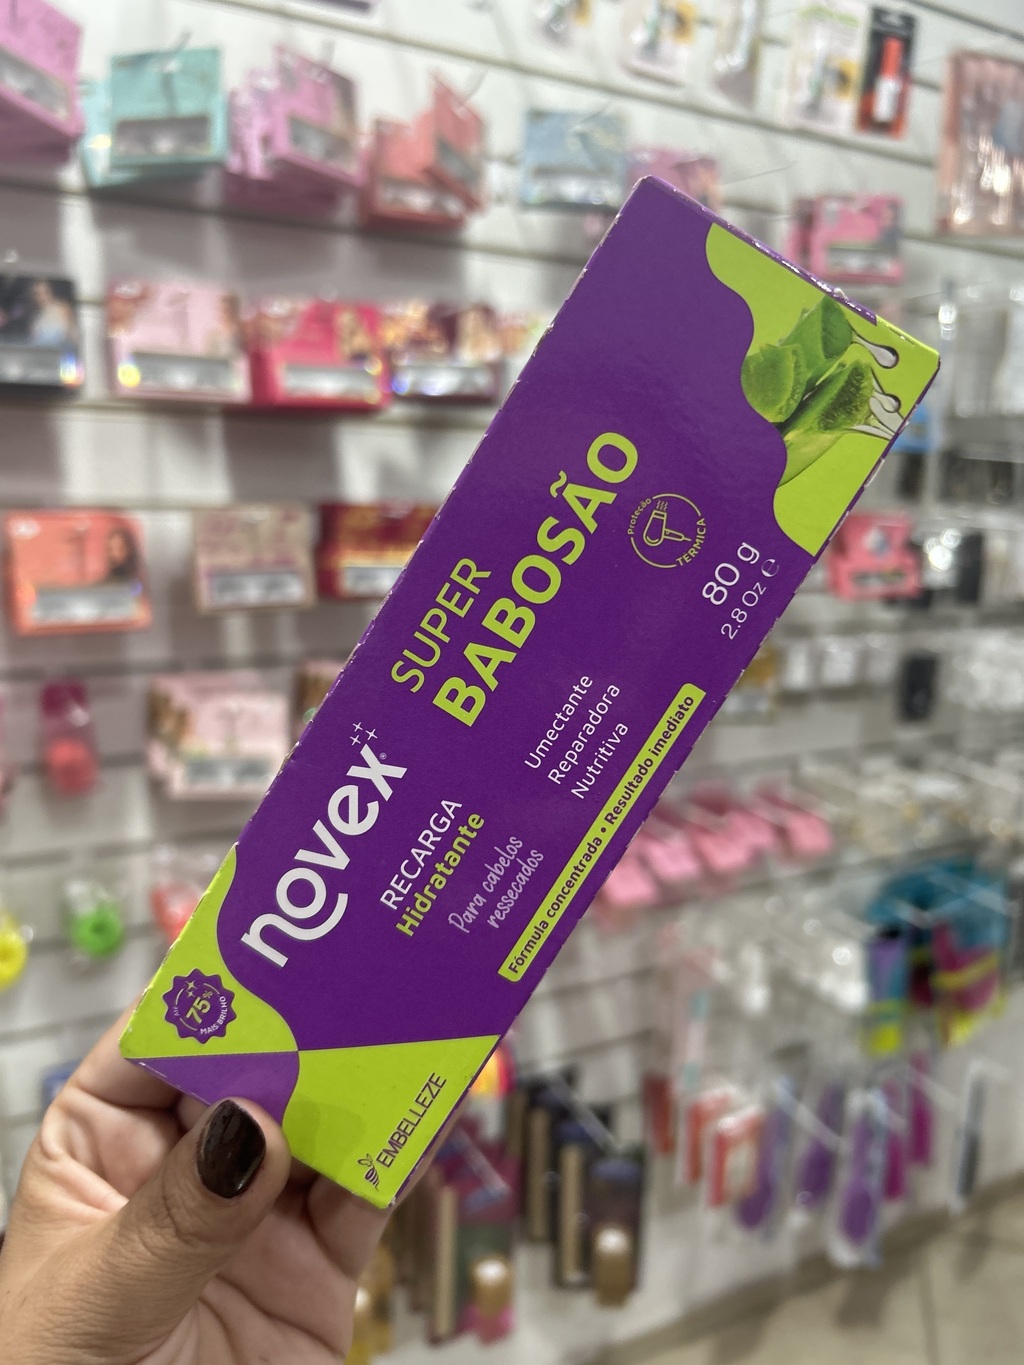 novex®
RECARGA
Hidratante
Para cabelos
ressecados
SUPER
BABOSÃO
Umectante
Reparadora
Nutritiva
Fórmula concentrada • Resultado imediato
proteção
TÉRMICA
80 g
2.8 Oz ℮
75%
MAIS BRILHO
EMBELLEZE